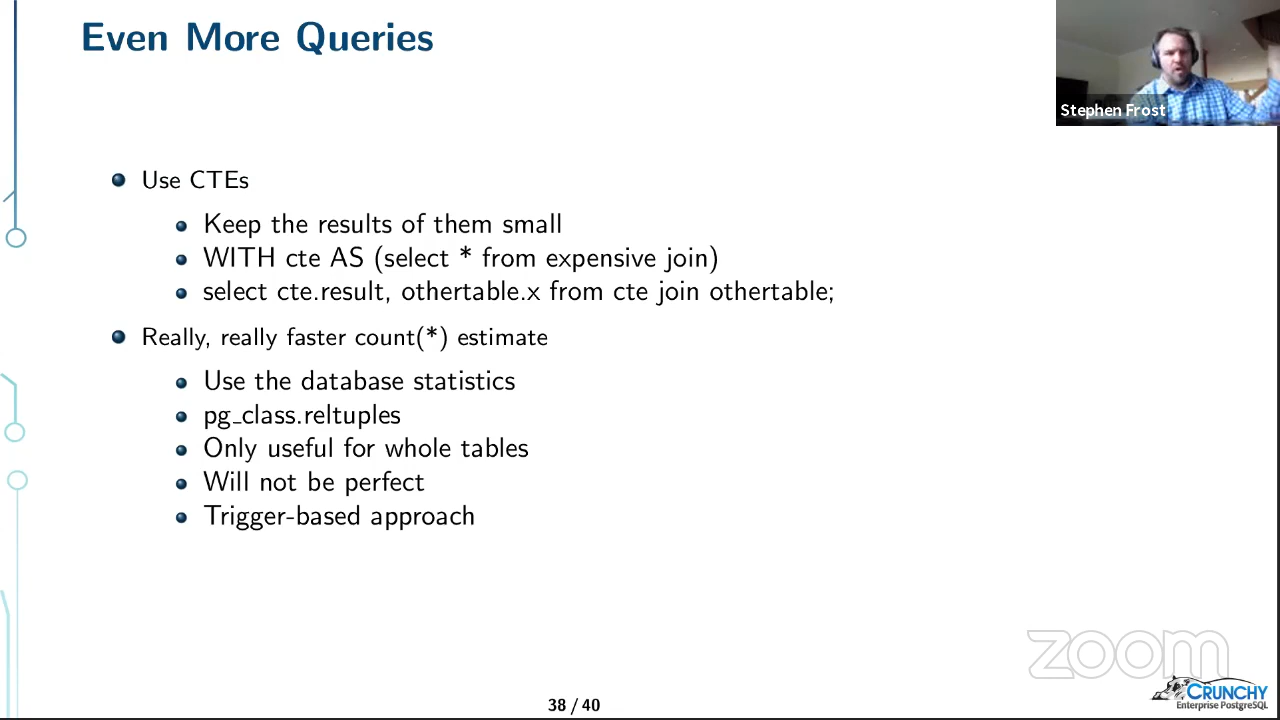 Even More Queries
Stephen Frost
Use CTEs
Keep the results of them small
WITH cte AS (select * from expensive join)
select cte.result, othertable.x from cte join othertable;
Really, really faster count(*) estimate
Use the database statistics
pg_class.reltuples
Only useful for whole tables
Will not be perfect
Trigger-based approach
zoom
CRUNCHY
Enterprise PostgreSQL
38 / 40